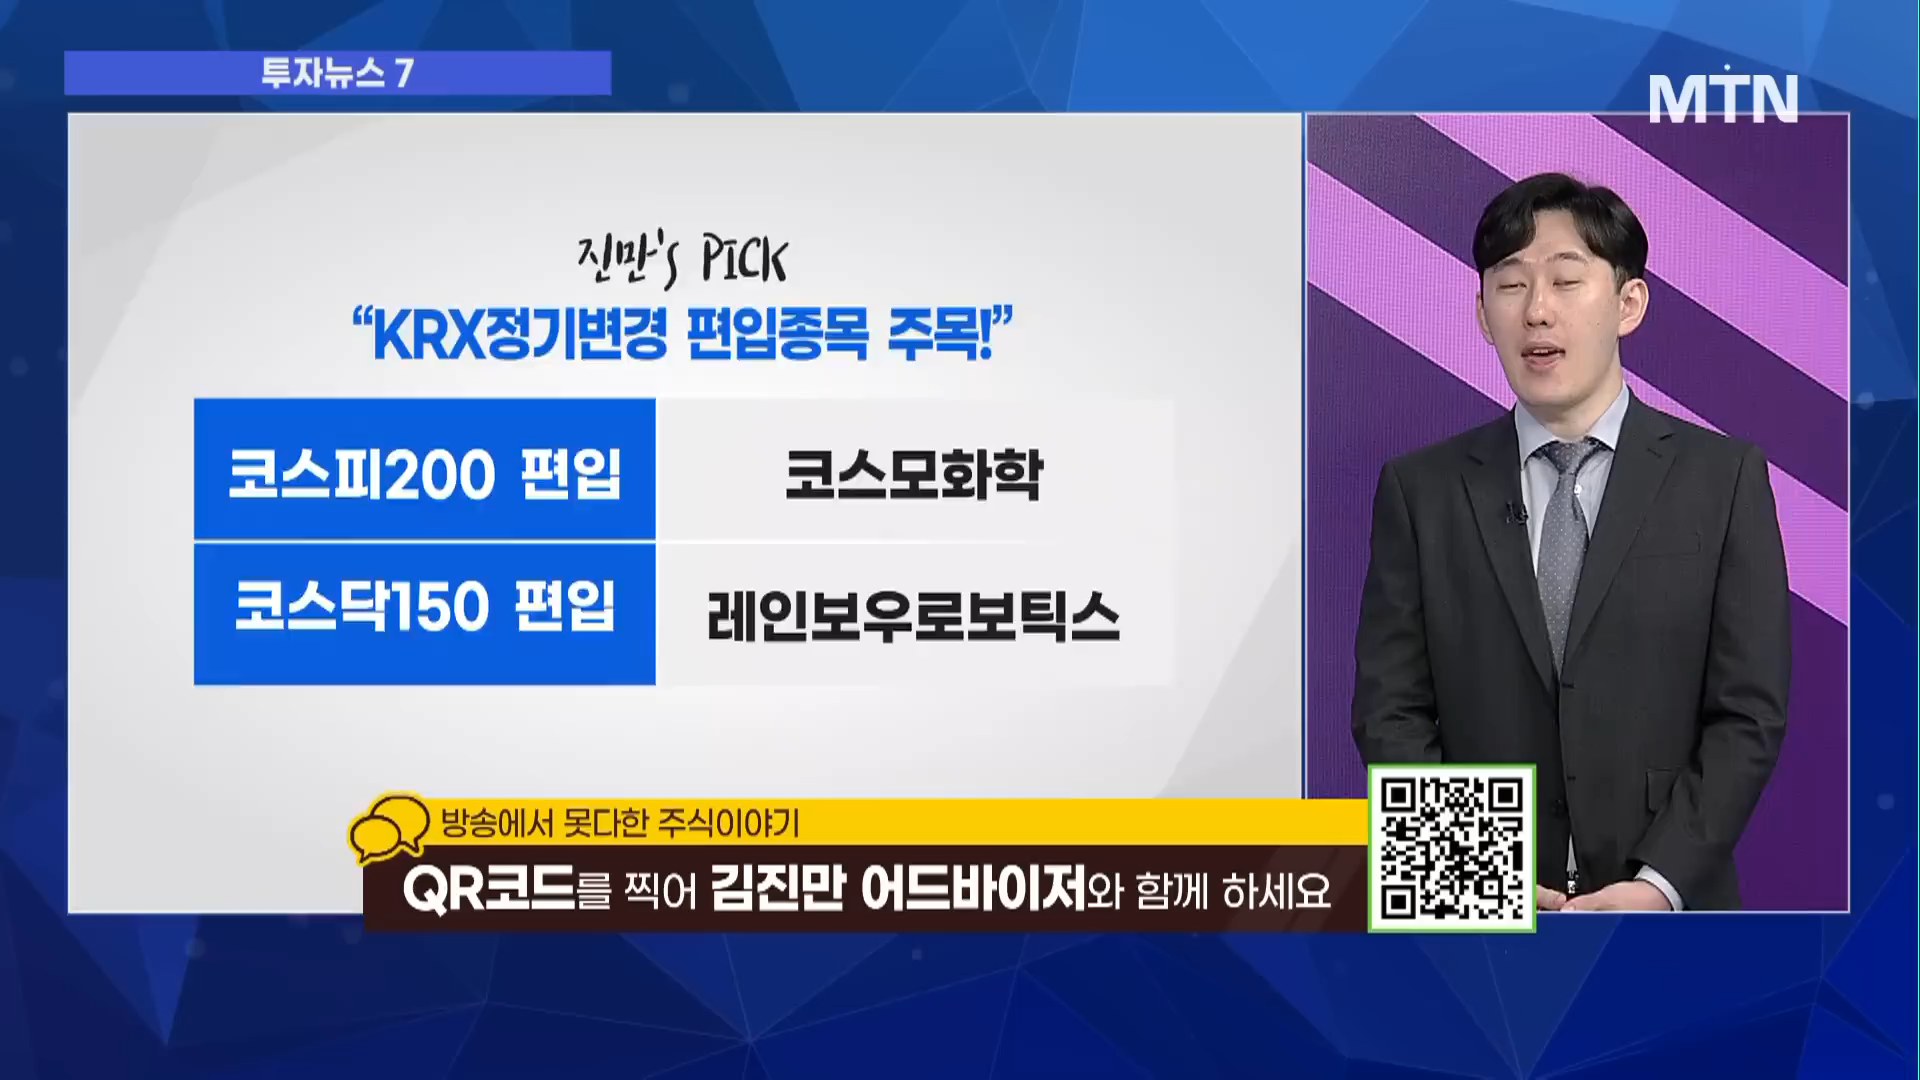 투자뉴스 7
MTN
진만's PICK
“KRX정기변경 편입종목 주목!”
코스피200 편입
코스모화학
코스닥150 편입
레인보우로보틱스
방송에서 못다한 주식이야기
QR코드를 찍어 김진만 어드바이저와 함께 하세요